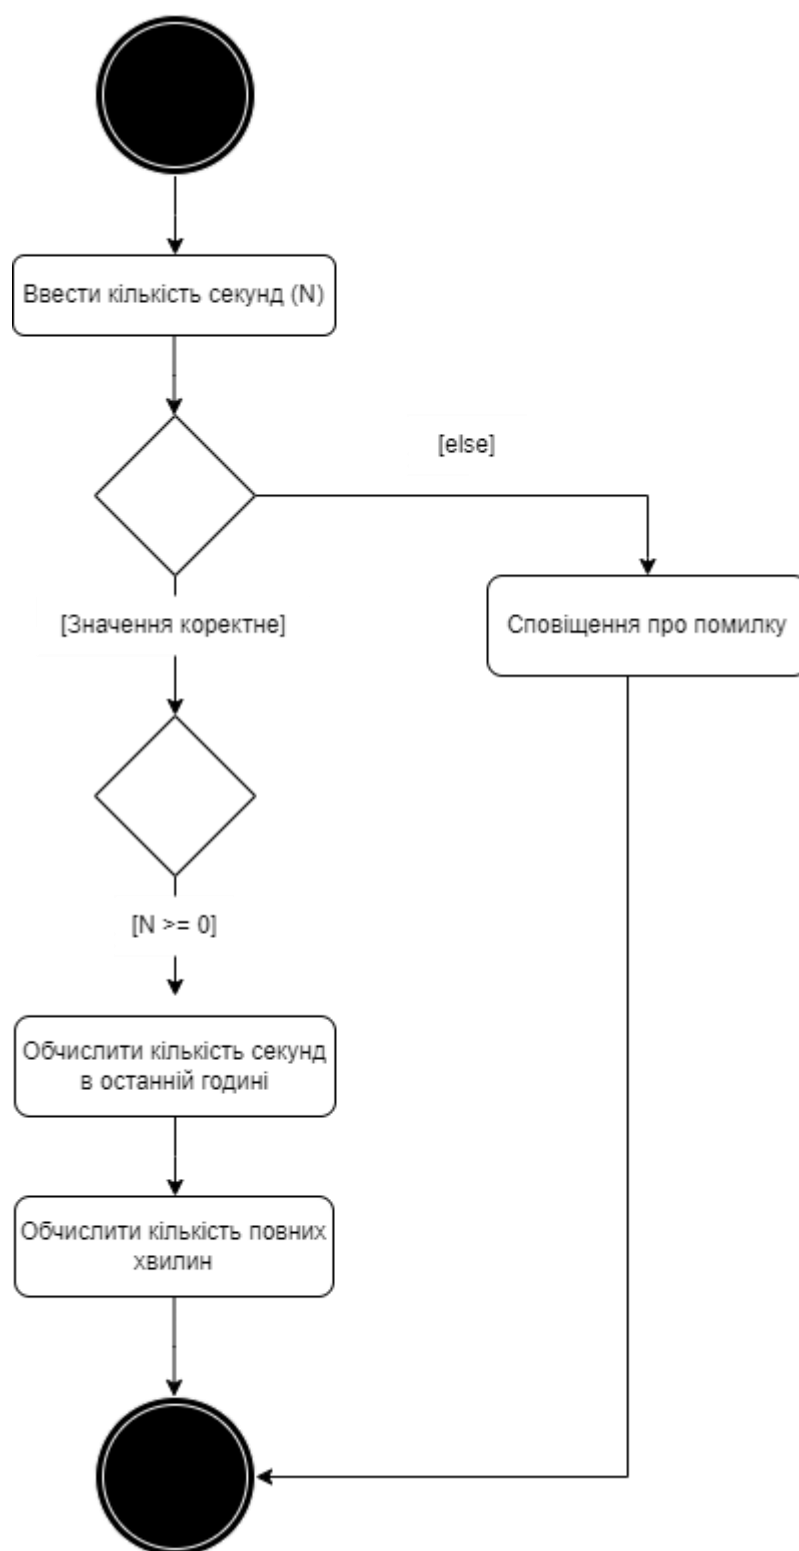 Ввести кількість секунд (N)
[else]
[Значення коректне]
Сповіщення про помилку
[N >= 0]
Обчислити кількість секунд
в останній годині
Обчислити кількість повних
хвилин